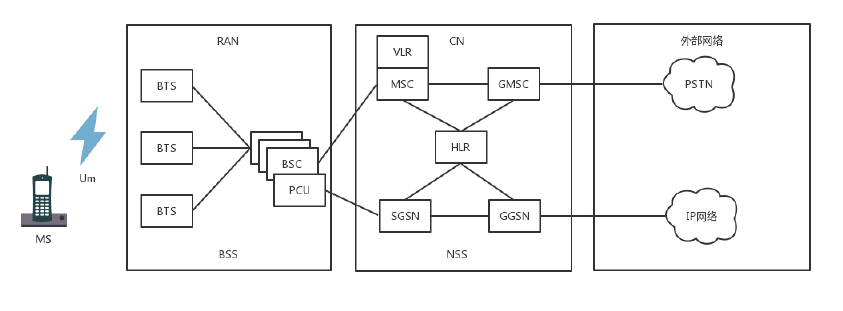 RAN
CN
外部网络
VLR
BTS
MSC
GMSC
PSTN
BTS
BSC
HLR
Um
PCU
BTS
SGSN
GGSN
IP网络
MS
BSS
NSS